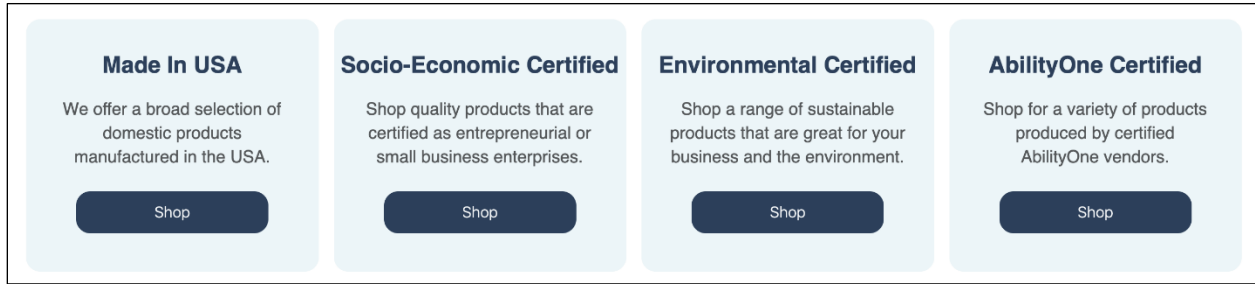 Made In USA
We offer a broad selection of
domestic products
manufactured in the USA.
Shop
Socio-Economic Certified
Shop quality products that are
certified as entrepreneurial or
small business enterprises.
Shop
Environmental Certified
Shop a range of sustainable
products that are great for your
business and the environment.
Shop
AbilityOne Certified
Shop for a variety of products
produced by certified
AbilityOne vendors.
Shop